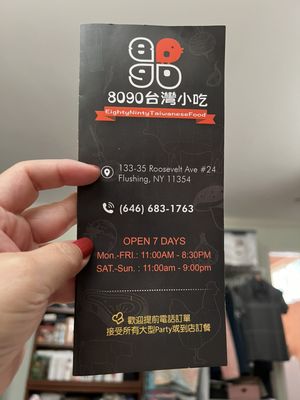 8090
8090台灣小吃
EightyNintyTaiwaneseFood
133-35 Roosevelt Ave #24
Flushing, NY 11354
(646) 683-1763
OPEN 7 DAYS
Mon.-FRI.: 11:00AM - 8:30PM
SAT.-Sun. : 11:00am - 9:00pm
歡迎提前電話訂單
接受所有大型Party或到店訂餐